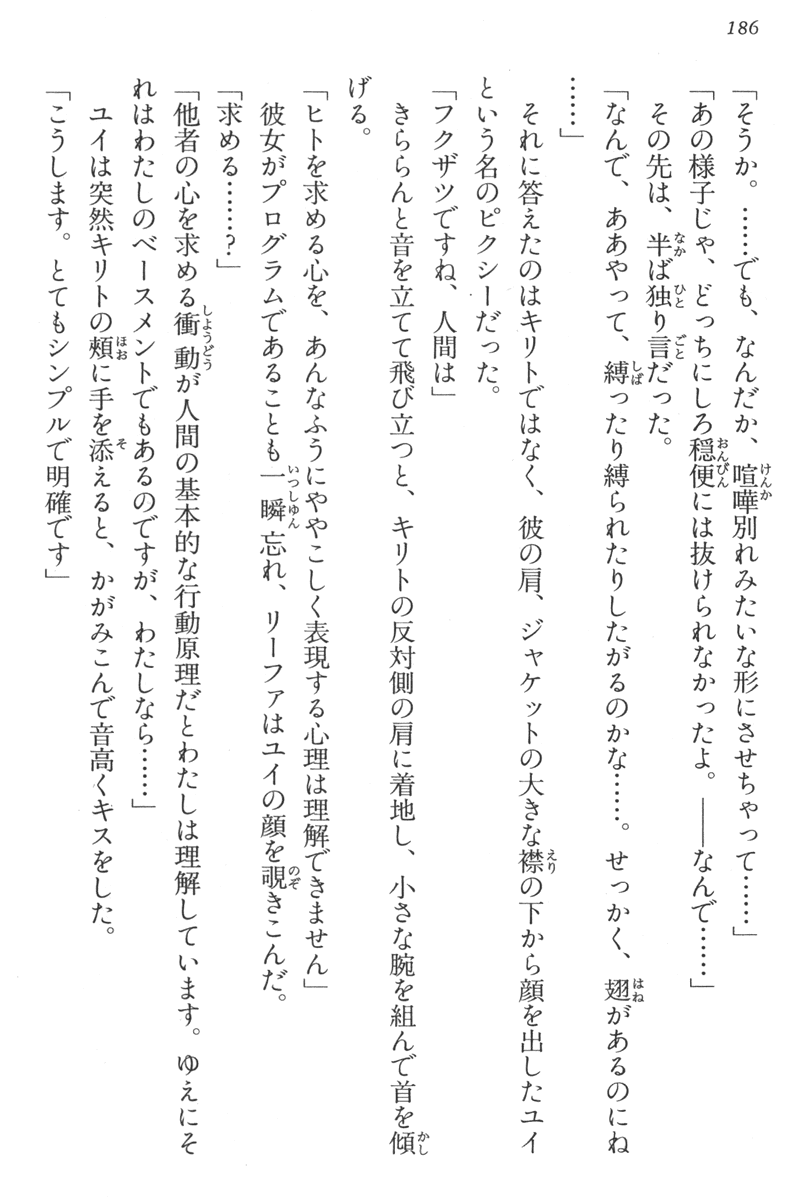 186
「そうか。……でも、なんだか、喧嘩別れみたいな形にさせちゃって……」
「あの様子じゃ、どっちにしろ穏便には抜けられなかったよ。――なんで……」
その先は、半ば独り言だった。
「なんで、ああやって、縛ったり縛られたりしたがるのかな……。せっかく、翅があるのにね
……」
それに答えたのはキリトではなく、彼の肩、ジャケットの大きな襟の下から顔を出したユイ
という名のピクシーだった。
「フクザツですね、人間は」
きららんと音を立てて飛び立つと、キリトの反対側の肩に着地し、小さな腕を組んで首を傾
げる。
「ヒトを求める心を、あんなふうにややこしく表現する心理は理解できません」
彼女がプログラムであることも一瞬忘れ、リーファはユイの顔を覗きこんだ。
「求める……?」
「他者の心を求める衝動が人間の基本的な行動原理だとわたしは理解しています。ゆえにそ
れはわたしのベースメントでもあるのですが、わたしなら……」
ユイは突然キリトの頬に手を添えると、かがみこんで音高くキスをした。
「こうします。とてもシンプルで明確です」